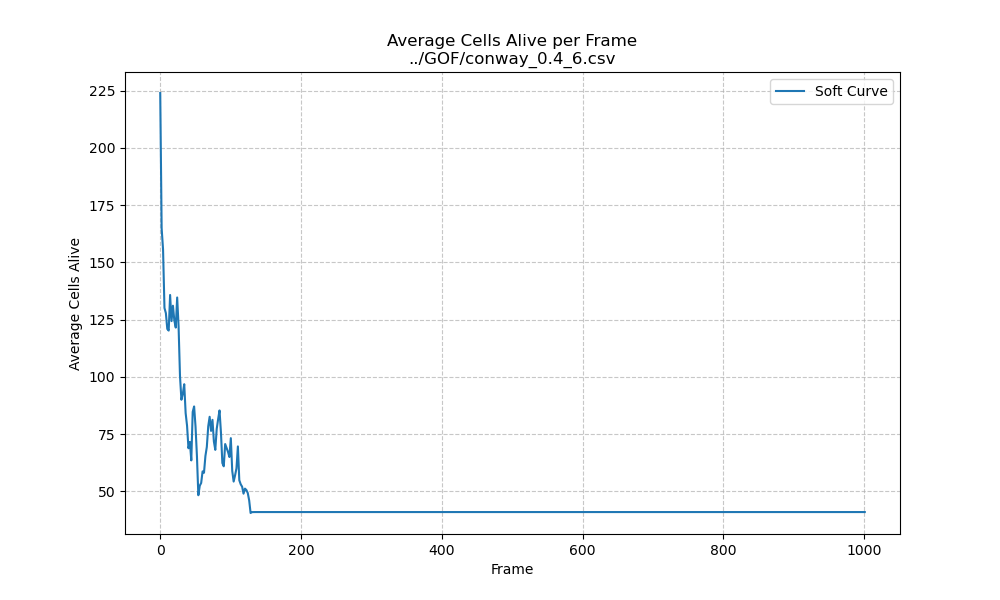 Average Cells Alive per Frame
../GOF/conway_0.4_6.csv
Soft Curve
Average Cells Alive
225
200
175
150
125
100
75
50
0 200 400 600 800 1000
Frame